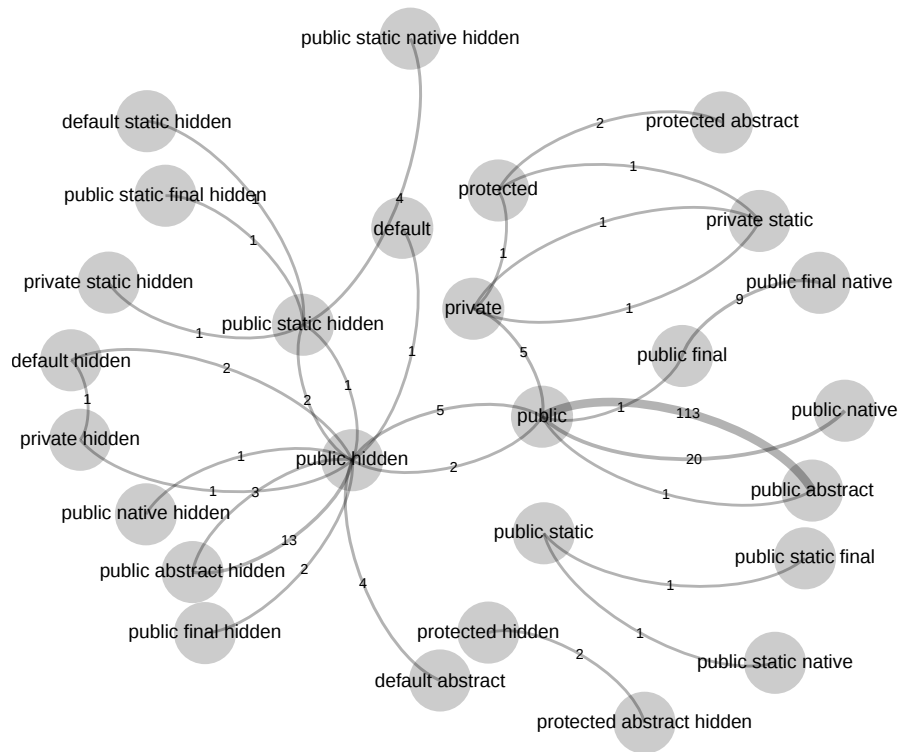 public static native hidden
default static hidden
2
protected abstract
1
protected
public static final hidden
1
4
private static
1
default
1
1
public final native
private static hidden
9
1
private
public static hidden
1
5
public final
default hidden
1
2
1
1
2
5
1
113
public native
public
private hidden
1
public hidden
2
20
public abstract
1
3
1
public native hidden
public static
13
public static final
public abstract hidden
2
4
1
public final hidden
protected hidden
1
2
public static native
default abstract
protected abstract hidden